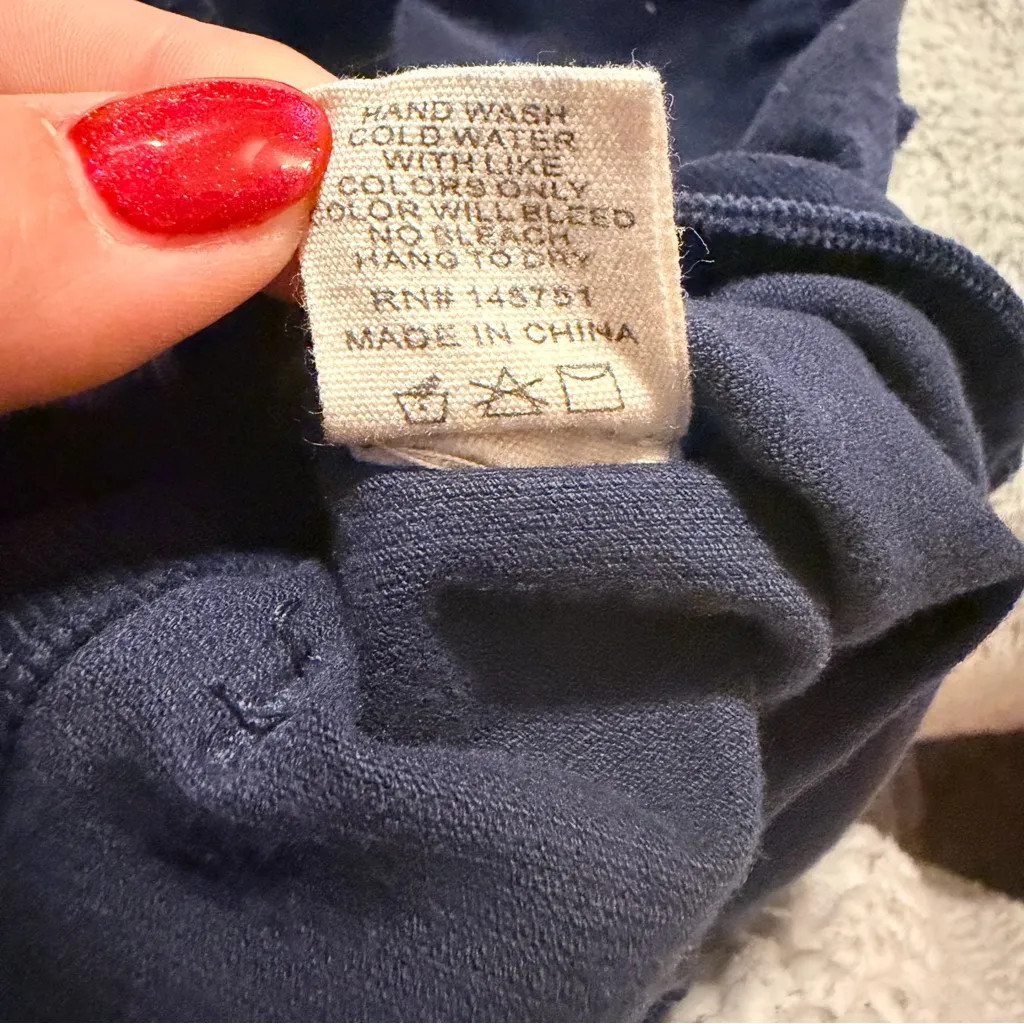 HAND WASH
COLD WATER
WITH LIKE
COLORS ONLY
COLOR WILL BLEED
NO BLEACH
HANG TO DRY
RN# 145751
MADE IN CHINA